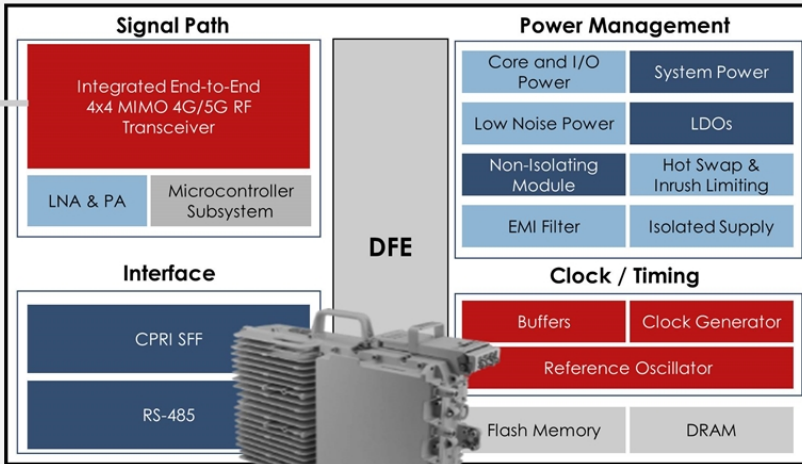 Signal Path
Integrated End-to-End
4x4 MIMO 4G/5G RF
Transceiver
LNA & PA
Microcontroller
Subsystem
Interface
CPRI SFF
RS-485
DFE
Power Management
Core and I/O
Power
System Power
Low Noise Power
LDOs
Non-Isolating
Module
Hot Swap &
Inrush Limiting
EMI Filter
Isolated Supply
Clock / Timing
Buffers
Clock Generator
Reference Oscillator
Flash Memory
DRAM